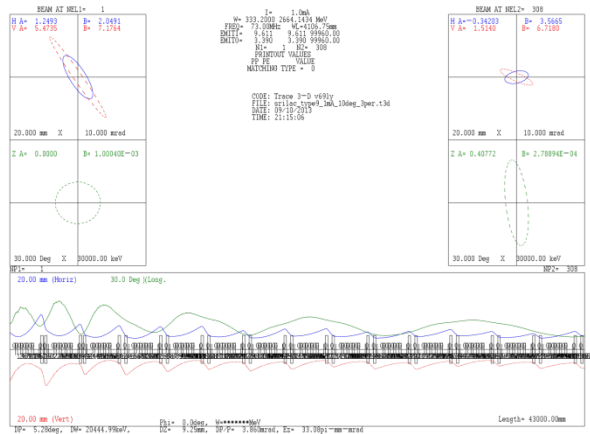 BEAM AT NEL1= 1
H A= 1.2493 B= 2.0491
V A= 5.4735 B= 7.1764
20.000 mm X 10.000 mrad
Z A= 0.0000 B= 1.00040E-03
30.000 Deg X 30000.00 keV
NP1= 1
I= 1.0mA
W= 333.2000 2664.1434 MeV
FREQ= 73.00MHz WL=4106.75mm
EMITI= 9.611 9.611 99960.00
EMITO= 3.390 3.390 99960.00
N1= 1 N2= 308
PRINTOUT VALUES
PP PE VALUE
MATCHING TYPE = 0
CODE: Trace 3-D v69ly
FILE: srilac_type9_1mA_10deg_3per.t3d
DATE: 09/10/2013
TIME: 21:15:06
BEAM AT NEL2= 308
H A=-0.34203 B= 3.5665
V A= 1.5140 B= 6.7180
20.000 mm X 10.000 mrad
Z A= 0.40772 B= 2.78894E-04
30.000 Deg X 30000.00 keV
NP2= 308
20.00 mm (Horiz) 30.0 Deg (Long.
20.00 mm (Vert) Length= 43000.00mm
Phi= 0.0deg, W=*******MeV
DP= 5.28deg, DW= 20444.99keV, DZ= 9.25mm, DP/P= 3.860mrad, Ez= 33.08pi-mm-mrad